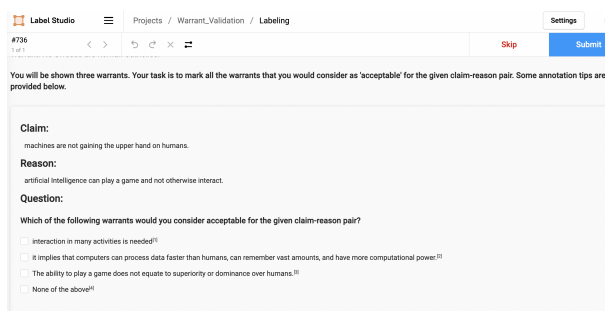 Label Studio Projects / Warrant_Validation / Labeling Settings
#736
1 of 1 Skip Submit
You will be shown three warrants. Your task is to mark all the warrants that you would consider as 'acceptable' for the given claim-reason pair. Some annotation tips are
provided below.
Claim:
machines are not gaining the upper hand on humans.
Reason:
artificial Intelligence can play a game and not otherwise interact.
Question:
Which of the following warrants would you consider acceptable for the given claim-reason pair?
interaction in many activities is needed[1]
it implies that computers can process data faster than humans, can remember vast amounts, and have more computational power.[2]
The ability to play a game does not equate to superiority or dominance over humans.[3]
None of the above[4]